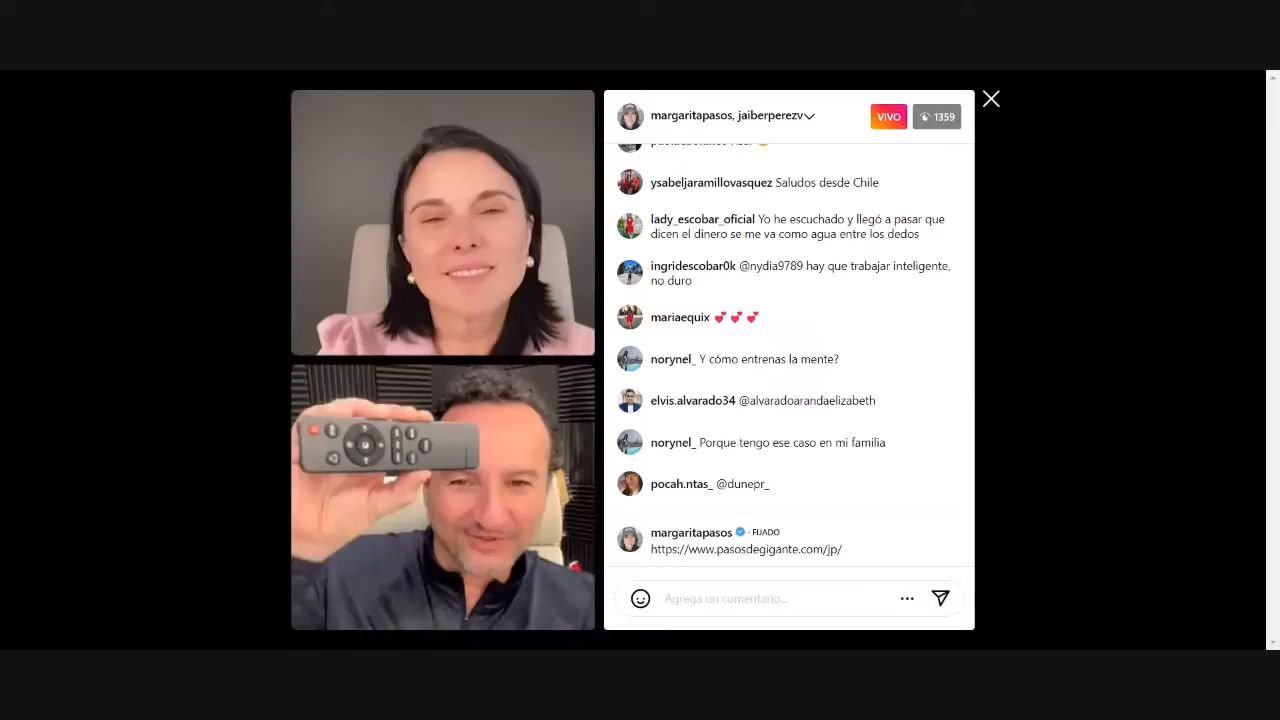 margaritapasos, jaiberperezv
VIVO
1359
ysabeljaramillovasquez Saludos desde Chile
lady_escobar_oficial Yo he escuchado y llegó a pasar que
dicen el dinero se me va como agua entre los dedos
ingridescobar0k @nydia9789 hay que trabajar inteligente,
no duro
mariaequix 💕 💕 💕
norynel_ Y cómo entrenas la mente?
elvis.alvarado34 @alvaradoarandaelizabeth
norynel_ Porque tengo ese caso en mi familia
pocah.ntas_ @dunepr_
margaritapasos · FIJADO
https://www.pasosdegigante.com/jp/
Agrega un comentario...